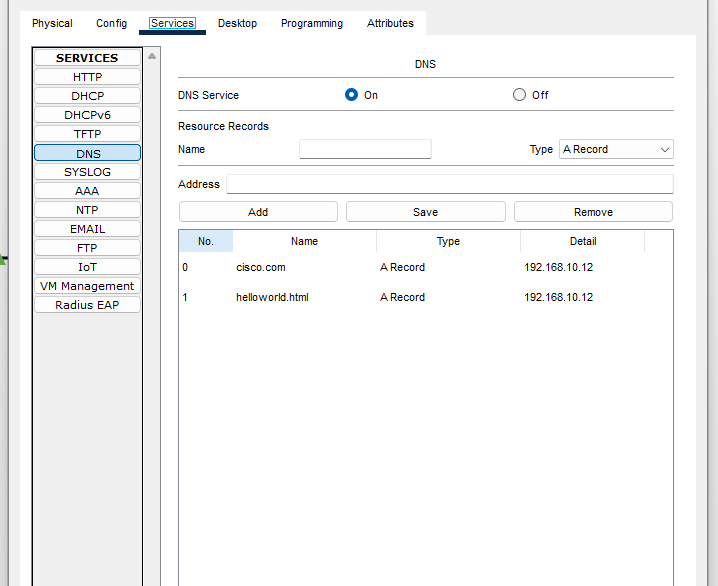 Physical Config Services Desktop Programming Attributes
SERVICES
HTTP
DHCP
DHCPv6
TFTP
DNS
SYSLOG
AAA
NTP
EMAIL
FTP
IoT
VM Management
Radius EAP
DNS
DNS Service On Off
Resource Records
Name Type A Record
Address
Add Save Remove
No. Name Type Detail
0 cisco.com A Record 192.168.10.12
1 helloworld.html A Record 192.168.10.12